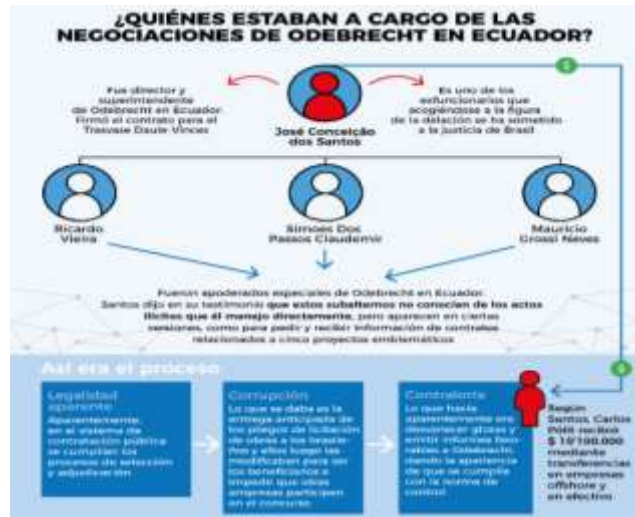 ¿QUIÉNES ESTABAN A CARGO DE LAS
NEGOCIACIONES DE ODEBRECHT EN ECUADOR?
$
Fue director y
superintendente
de Odebrecht en Ecuador
Firmó el contrato para el
Trasvase Daule Vinces
Es uno de los
exfuncionarios que
acogiéndose a la figura
de la delación se ha sometido
a la justicia de Brasil
José Conceição
dos Santos
Ricardo
Vieira
Simoes Dos
Passos Claudemir
Mauricio
Grossi Neves
Fueron apoderados especiales de Odebrecht en Ecuador
Santos dijo en su testimonio que estos subalternos no conocían de los actos
ilícitos que él manejó directamente, pero aparecen en ciertas
versiones, como para pedir y recibir información de contratos
relacionados a cinco proyectos emblemáticos
Así era el proceso
$
Legalidad
aparente
Aparentemente,
en el sistema de
contratación pública
se cumplían los
procesos de selección
y adjudicación
Corrupción
Lo que se daba es la
entrega anticipada de
los pliegos de licitación
de obras a los brasile-
ños y ellos luego las
modificaban para ser
los beneficiarios e
impedir que otras
empresas participen
en el concurso
Contraloría
Lo que hacía
aparentemente era
desvanecer glosas y
emitir informes favo-
rables a Odebrecht,
dando la apariencia
de que se cumplía
con la norma de
control
Según
Santos, Carlos
Pólit recibió
$ 10'100.000
mediante
transferencias
en empresas
offshore y
en efectivo